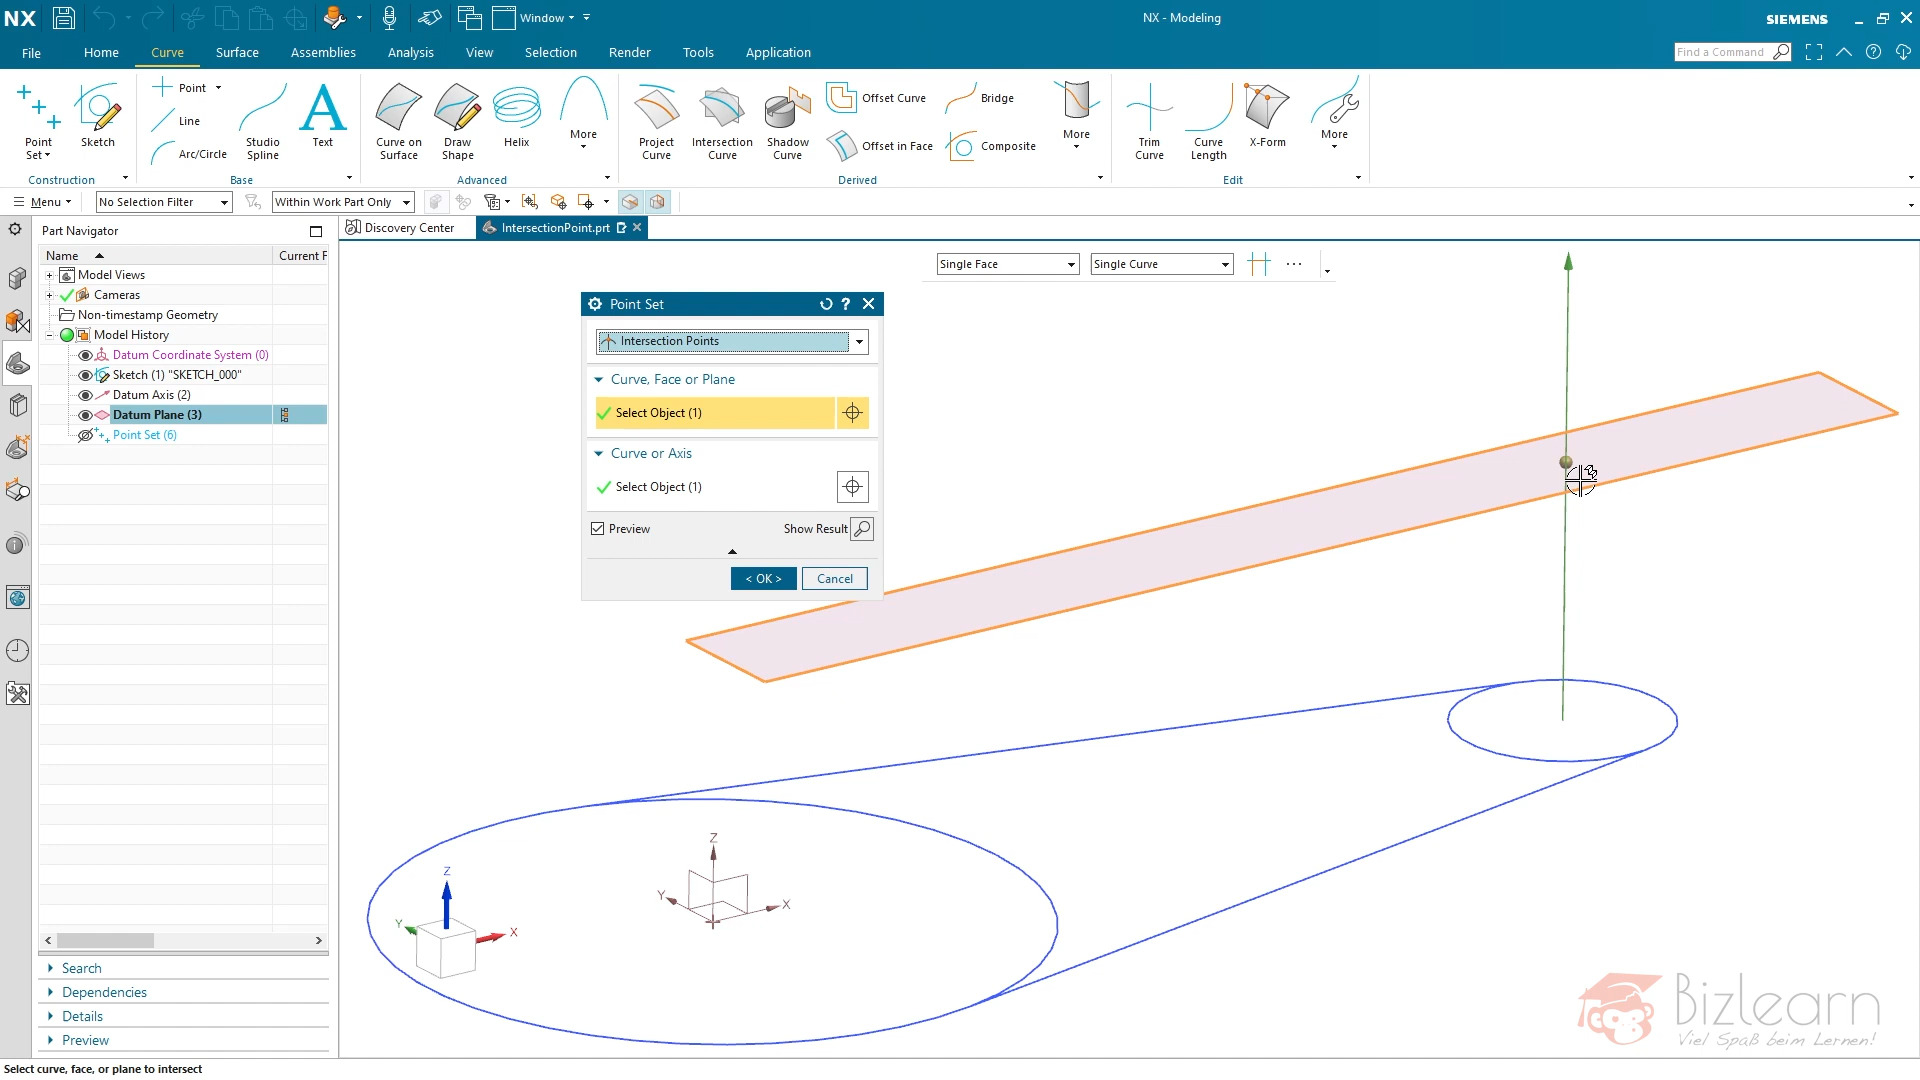 NX
Window
NX - Modeling
SIEMENS
File
Home
Curve
Surface
Assemblies
Analysis
View
Selection
Render
Tools
Application
Find a Command
Point Set
Sketch
Point
Line
Arc/Circle
Studio Spline
Text
Curve on Surface
Draw Shape
Helix
More
Project Curve
Intersection Curve
Shadow Curve
Offset Curve
Offset in Face
Bridge
Composite
More
Trim Curve
Curve Length
X-Form
More
Construction
Base
Advanced
Derived
Edit
Menu
No Selection Filter
Within Work Part Only
Part Navigator
Discovery Center
IntersectionPoint.prt
Name
Current F
Model Views
Cameras
Non-timestamp Geometry
Model History
Datum Coordinate System (0)
Sketch (1) "SKETCH_000"
Datum Axis (2)
Datum Plane (3)
Point Set (6)
Single Face
Single Curve
Point Set
Intersection Points
Curve, Face or Plane
Select Object (1)
Curve or Axis
Select Object (1)
Preview
Show Result
< OK >
Cancel
Z
Y
X
Z
Y
X
Search
Dependencies
Details
Preview
Bizlearn
Viel Spaß beim Lernen!
Select curve, face, or plane to intersect